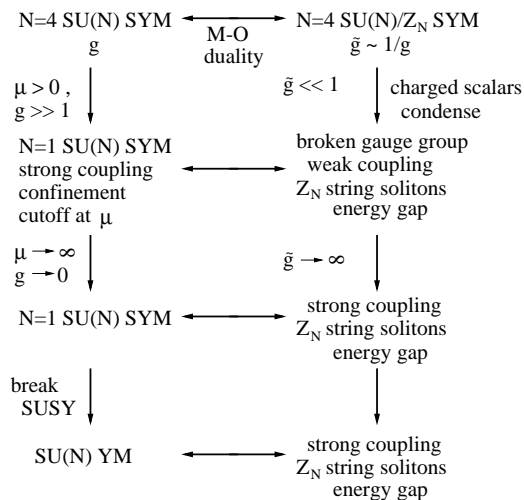 N=4 SU(N) SYM
g
M-O
duality
N=4 SU(N)/Z_N SYM
g̃ ~ 1/g
μ > 0 ,
g >> 1
g̃ << 1
charged scalars
condense
N=1 SU(N) SYM
strong coupling
confinement
cutoff at μ
broken gauge group
weak coupling
Z_N string solitons
energy gap
μ → ∞
g → 0
g̃ → ∞
N=1 SU(N) SYM
strong coupling
Z_N string solitons
energy gap
break
SUSY
SU(N) YM
strong coupling
Z_N string solitons
energy gap